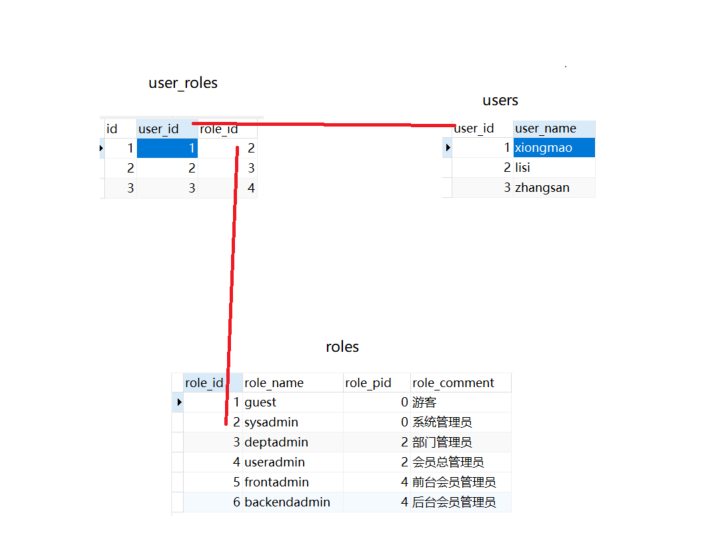 user_roles
users
id user_id role_id
1 1 2
2 2 3
3 3 4
user_id user_name
1 xiongmao
2 lisi
3 zhangsan
roles
role_id role_name role_pid role_comment
1 guest 0 游客
2 sysadmin 0 系统管理员
3 deptadmin 2 部门管理员
4 useradmin 2 会员总管理员
5 frontadmin 4 前台会员管理员
6 backendadmin 4 后台会员管理员